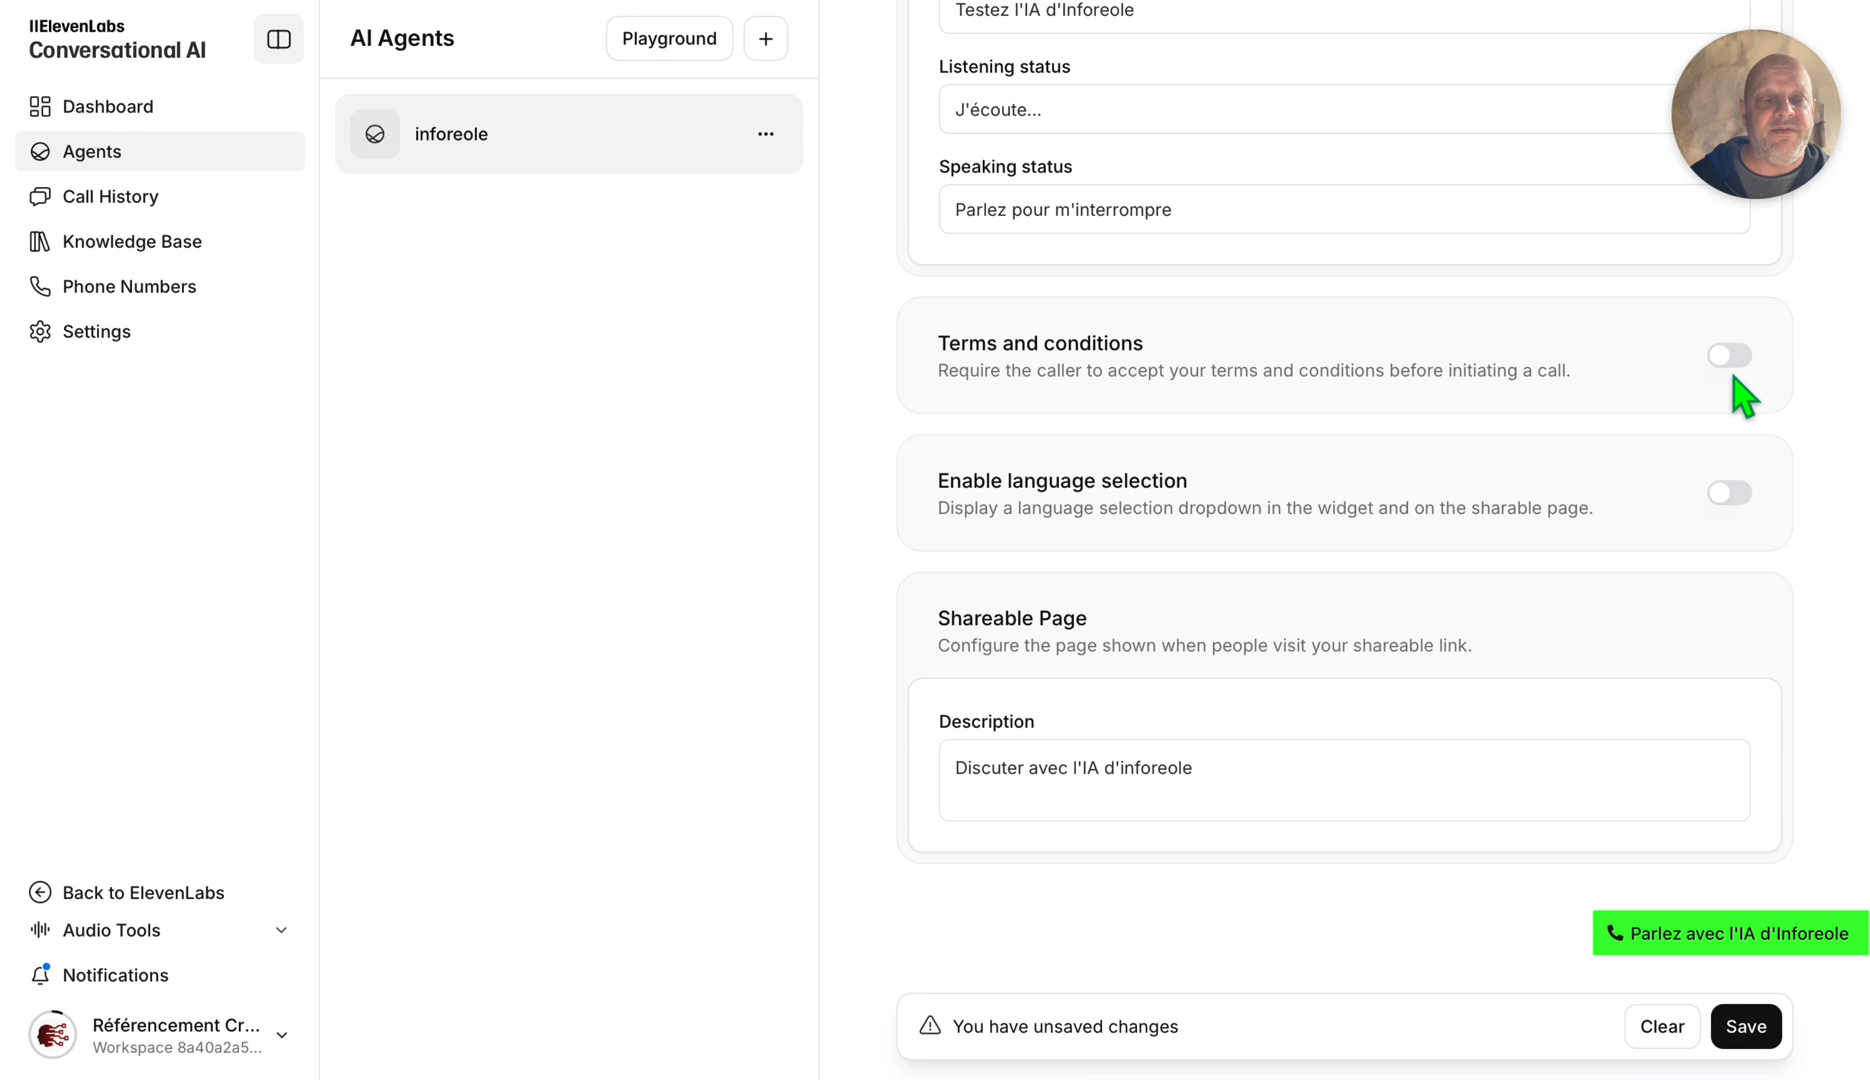 IIElevenLabs
Conversational AI
Dashboard
Agents
Call History
Knowledge Base
Phone Numbers
Settings
Back to ElevenLabs
Audio Tools
Notifications
Référencement Cr...
Workspace 8a40a2a5...
AI Agents
Playground
+
inforeole
Testez l'IA d'Inforeole
Listening status
J'écoute...
Speaking status
Parlez pour m'interrompre
Terms and conditions
Require the caller to accept your terms and conditions before initiating a call.
Enable language selection
Display a language selection dropdown in the widget and on the sharable page.
Shareable Page
Configure the page shown when people visit your shareable link.
Description
Discuter avec l'IA d'inforeole
Parlez avec l'IA d'Inforeole
You have unsaved changes
Clear
Save